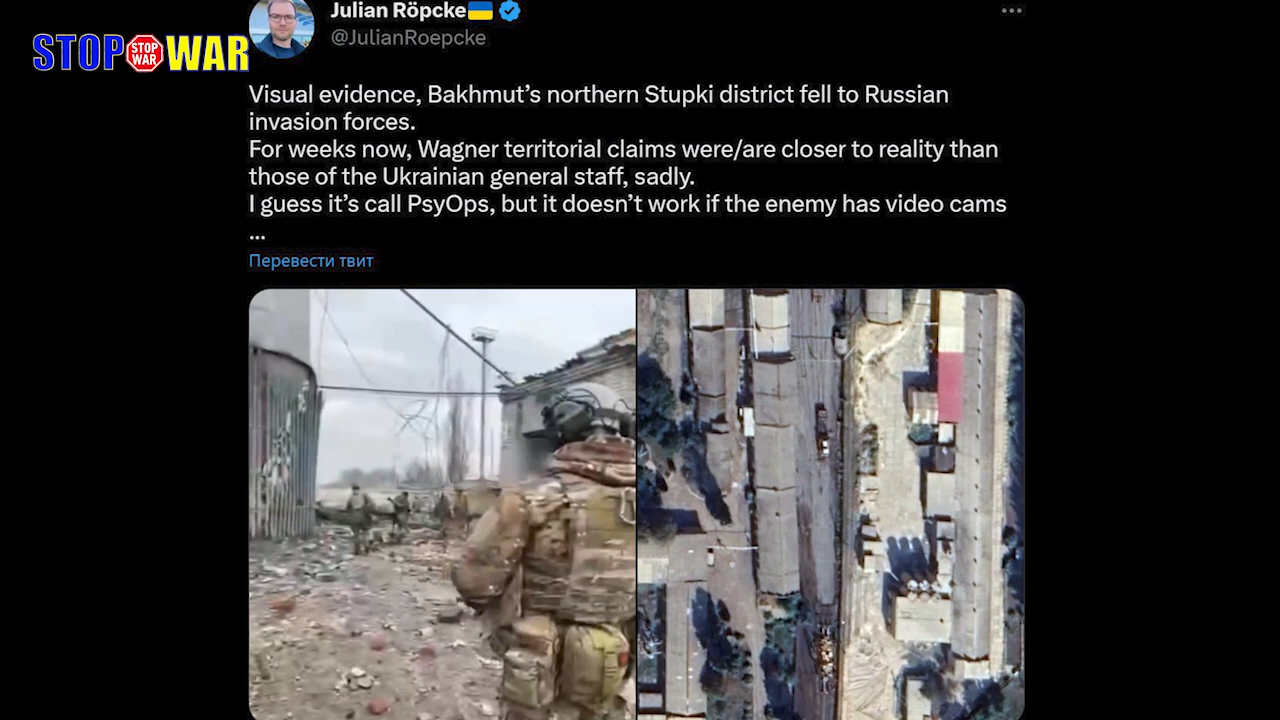 Julian Röpcke🇺🇦
@JulianRoepcke
STOP STOP WAR WAR
Visual evidence, Bakhmut’s northern Stupki district fell to Russian
invasion forces.
For weeks now, Wagner territorial claims were/are closer to reality than
those of the Ukrainian general staff, sadly.
I guess it’s call PsyOps, but it doesn’t work if the enemy has video cams
...
Перевести твит